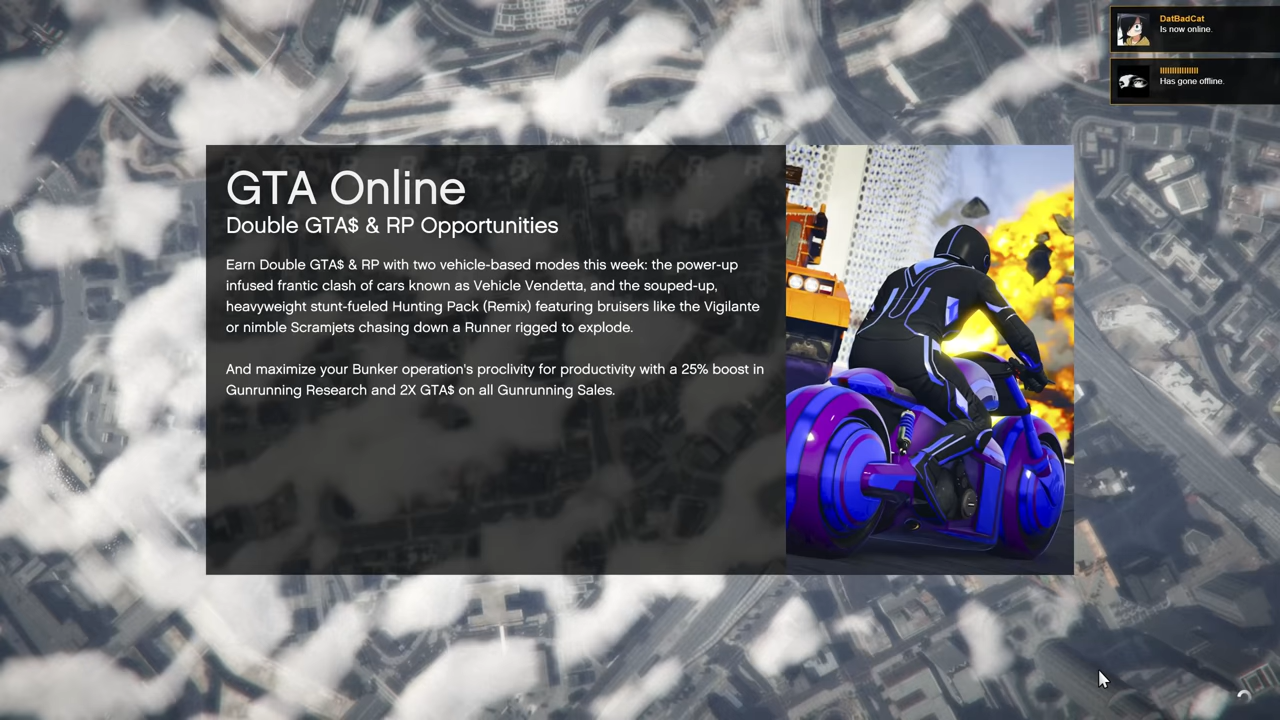 DatBadCat
Is now online.
Has gone offline.
GTA Online
Double GTA$ & RP Opportunities
Earn Double GTA$ & RP with two vehicle-based modes this week: the power-up
infused frantic clash of cars known as Vehicle Vendetta, and the souped-up,
heavyweight stunt-fueled Hunting Pack (Remix) featuring bruisers like the Vigilante
or nimble Scramjets chasing down a Runner rigged to explode.
And maximize your Bunker operation's proclivity for productivity with a 25% boost in
Gunrunning Research and 2X GTA$ on all Gunrunning Sales.